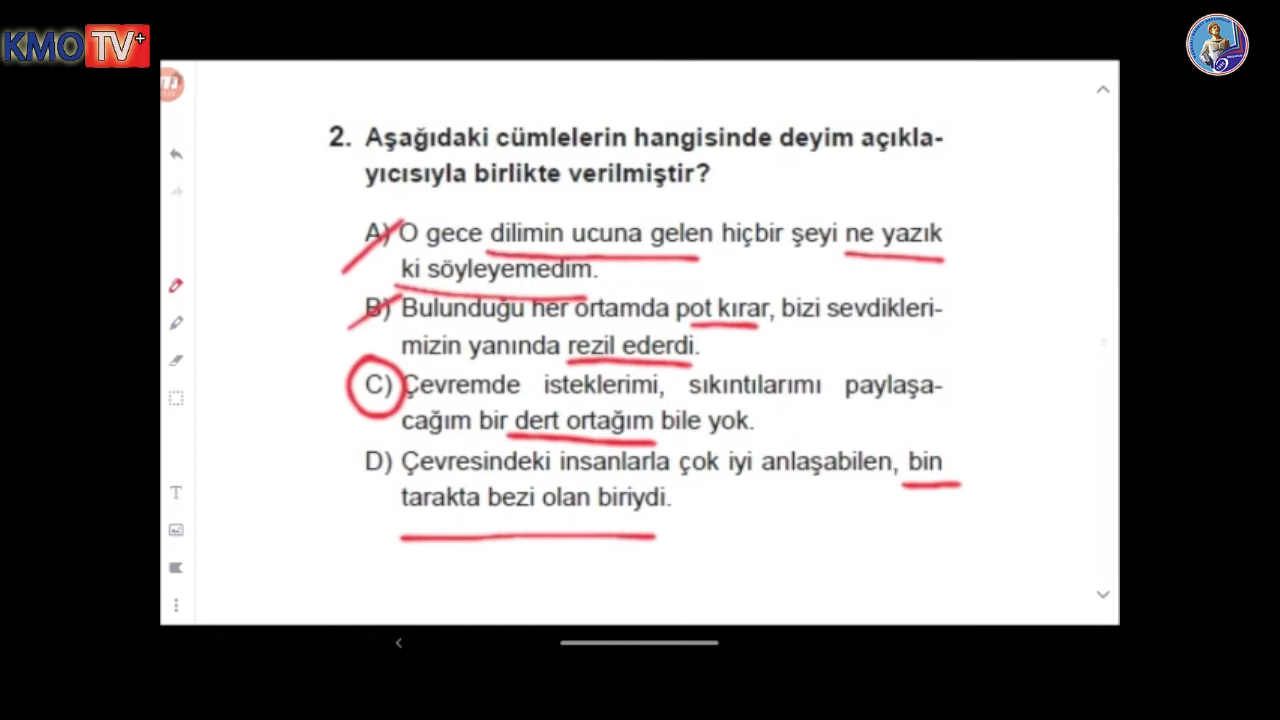 KMO TV+
2. Aşağıdaki cümlelerin hangisinde deyim açıkla-
yıcısıyla birlikte verilmiştir?
A) O gece dilimin ucuna gelen hiçbir şeyi ne yazık
ki söyleyemedim.
B) Bulunduğu her ortamda pot kırar, bizi sevdikleri-
mizin yanında rezil ederdi.
C) Çevremde isteklerimi, sıkıntılarımı paylaşa-
cağım bir dert ortağım bile yok.
D) Çevresindeki insanlarla çok iyi anlaşabilen, bin
tarakta bezi olan biriydi.